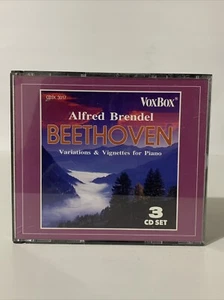 VOXBOX®
Alfred Brendel
BEETHOVEN
Variations & Vignettes for Piano
3
CD SET